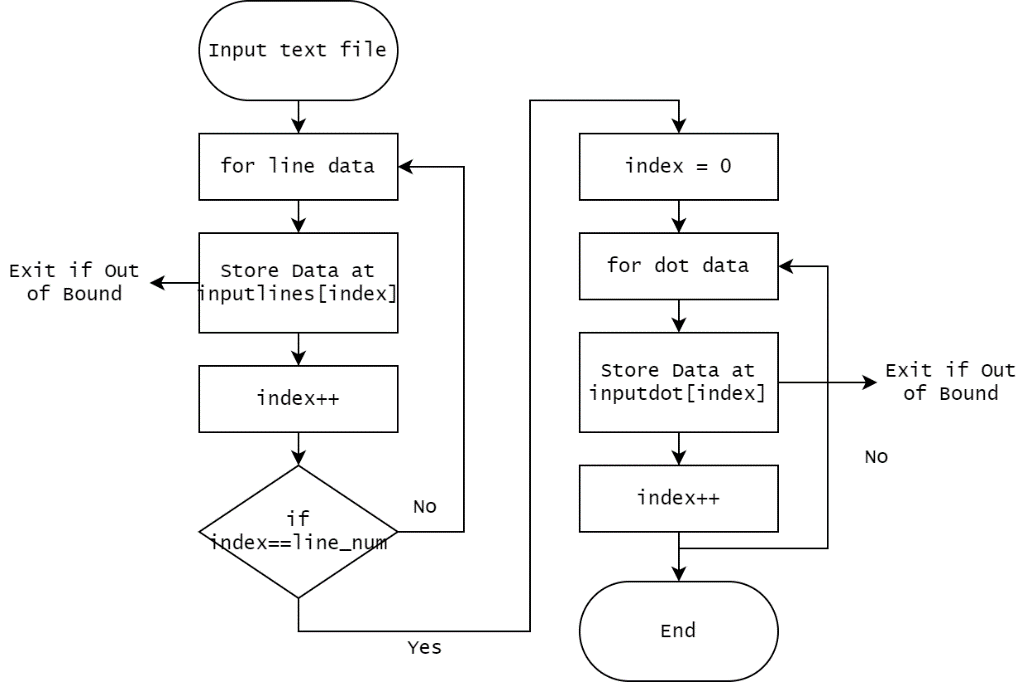 Input text file
for line data
Store Data at
inputlines[index]
Exit if Out
of Bound
index++
if
index==line_num
No
Yes
index = 0
for dot data
Store Data at
inputdot[index]
Exit if Out
of Bound
No
index++
End